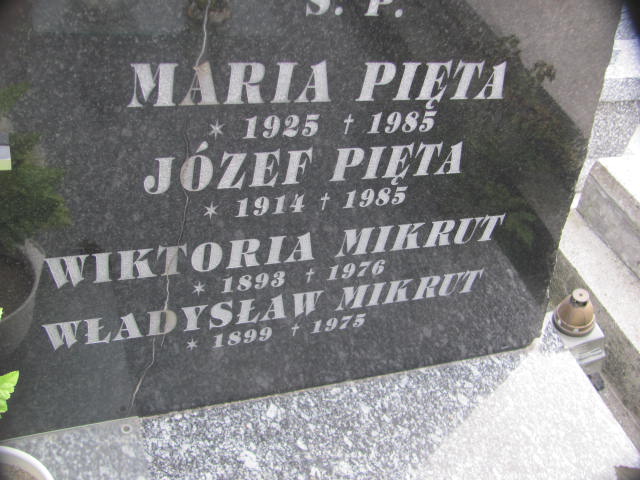 Ś. P.
MARIA PIĘTA
* 1925 † 1985
JÓZEF PIĘTA
* 1914 † 1985
WIKTORIA MIKRUT
* 1893 † 1976
WŁADYSŁAW MIKRUT
* 1899 † 1975